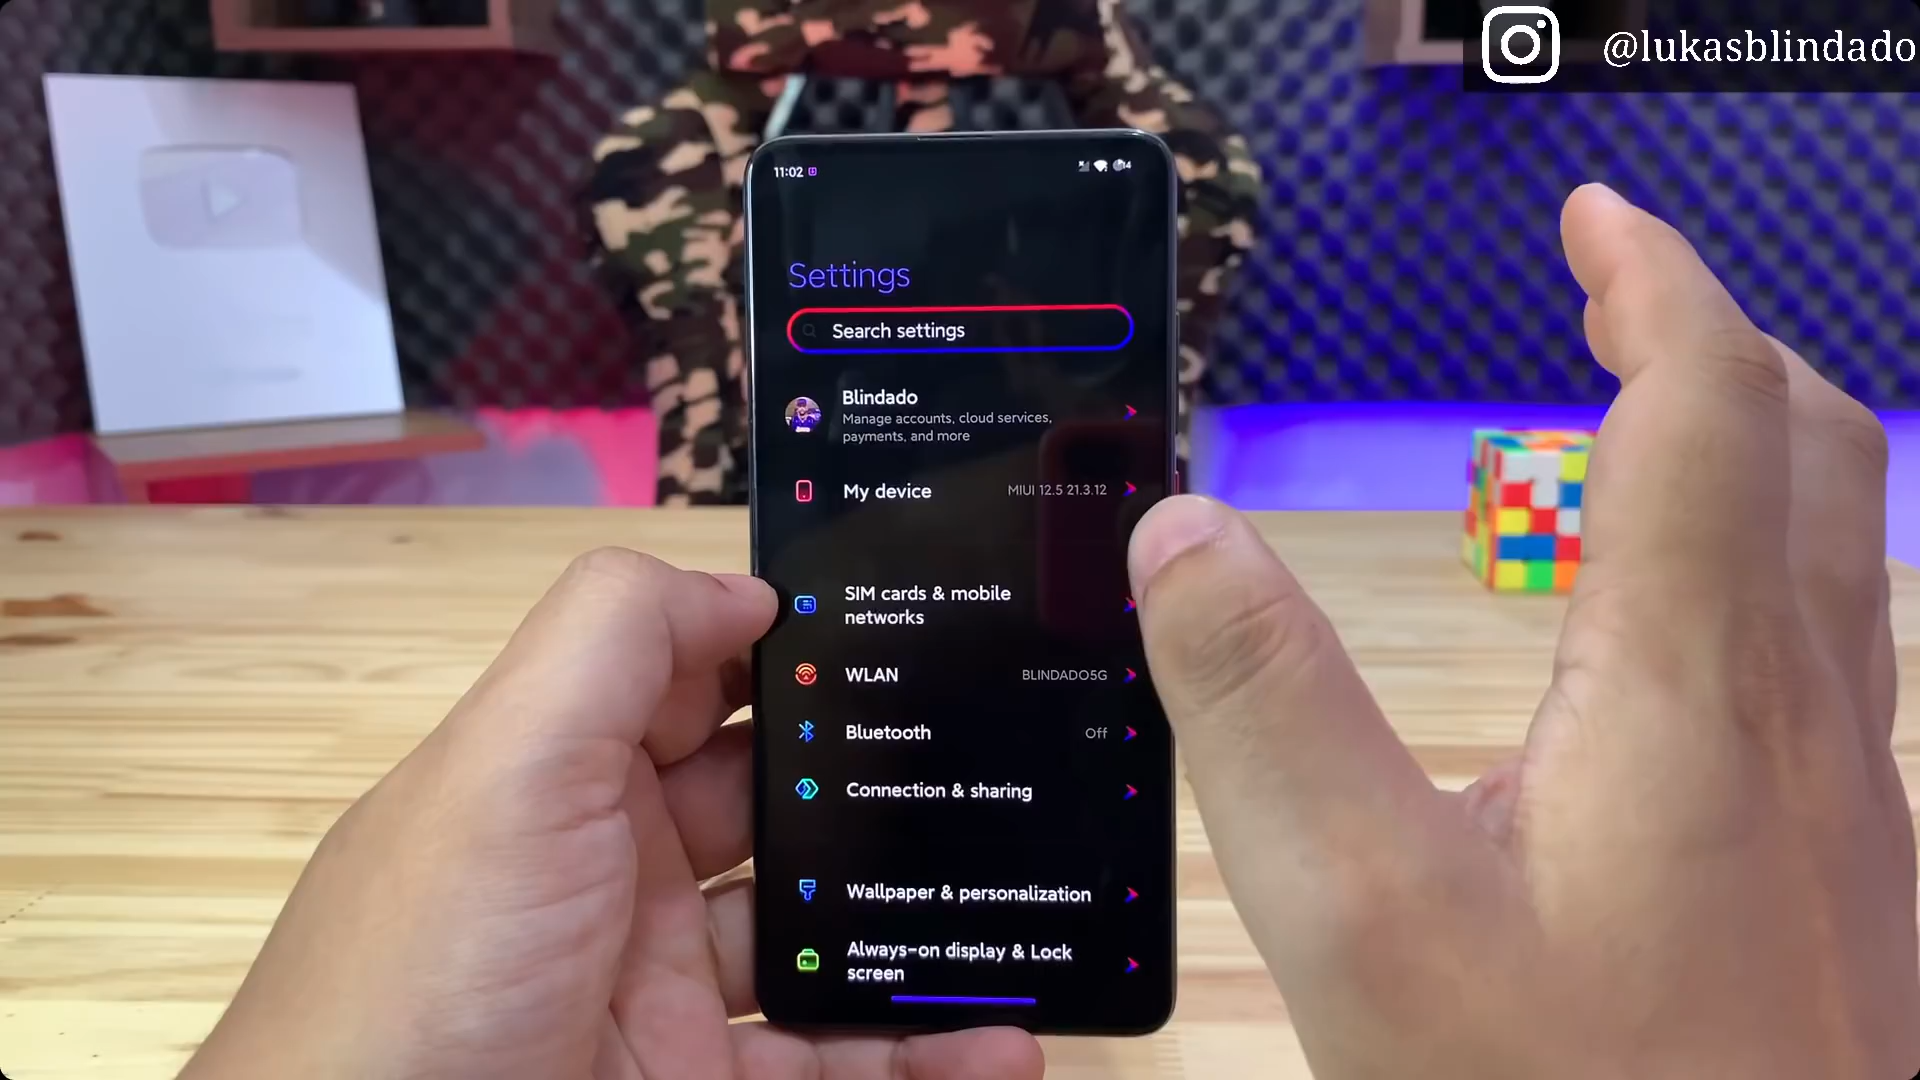 @lukasblindado
11:02
14
Settings
Search settings
Blindado
Manage accounts, cloud services,
payments, and more
My device
MIUI 12.5 21.3.12
SIM cards & mobile
networks
WLAN
BLINDADO5G
Bluetooth
Off
Connection & sharing
Wallpaper & personalization
Always-on display & Lock
screen